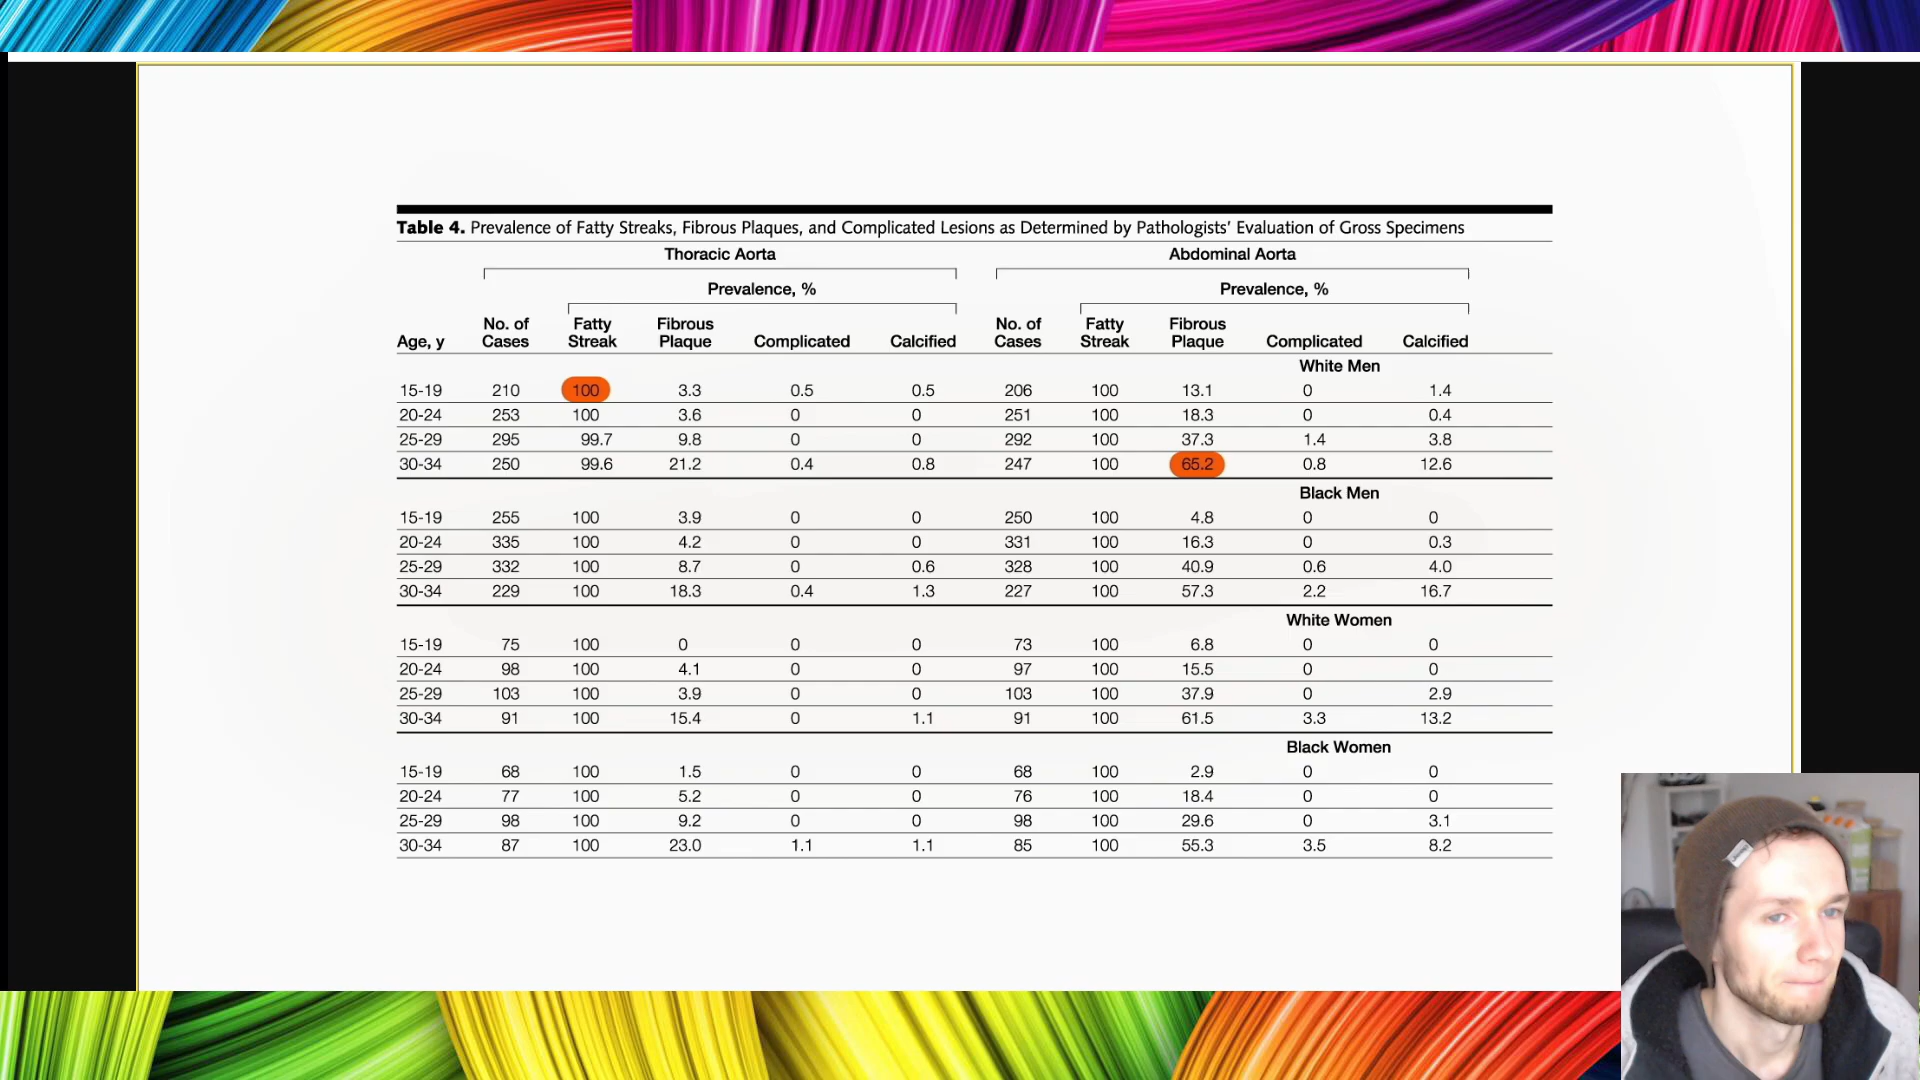 Table 4. Prevalence of Fatty Streaks, Fibrous Plaques, and Complicated Lesions as Determined by Pathologists' Evaluation of Gross Specimens
Thoracic Aorta Abdominal Aorta
Prevalence, % Prevalence, %
No. of Fatty Fibrous No. of Fatty Fibrous
Age, y Cases Streak Plaque Complicated Calcified Cases Streak Plaque Complicated Calcified
White Men
15-19 210 100 3.3 0.5 0.5 206 100 13.1 0 1.4
20-24 253 100 3.6 0 0 251 100 18.3 0 0.4
25-29 295 99.7 9.8 0 0 292 100 37.3 1.4 3.8
30-34 250 99.6 21.2 0.4 0.8 247 100 65.2 0.8 12.6
Black Men
15-19 255 100 3.9 0 0 250 100 4.8 0 0
20-24 335 100 4.2 0 0 331 100 16.3 0 0.3
25-29 332 100 8.7 0 0.6 328 100 40.9 0.6 4.0
30-34 229 100 18.3 0.4 1.3 227 100 57.3 2.2 16.7
White Women
15-19 75 100 0 0 0 73 100 6.8 0 0
20-24 98 100 4.1 0 0 97 100 15.5 0 0
25-29 103 100 3.9 0 0 103 100 37.9 0 2.9
30-34 91 100 15.4 0 1.1 91 100 61.5 3.3 13.2
Black Women
15-19 68 100 1.5 0 0 68 100 2.9 0 0
20-24 77 100 5.2 0 0 76 100 18.4 0 0
25-29 98 100 9.2 0 0 98 100 29.6 0 3.1
30-34 87 100 23.0 1.1 1.1 85 100 55.3 3.5 8.2